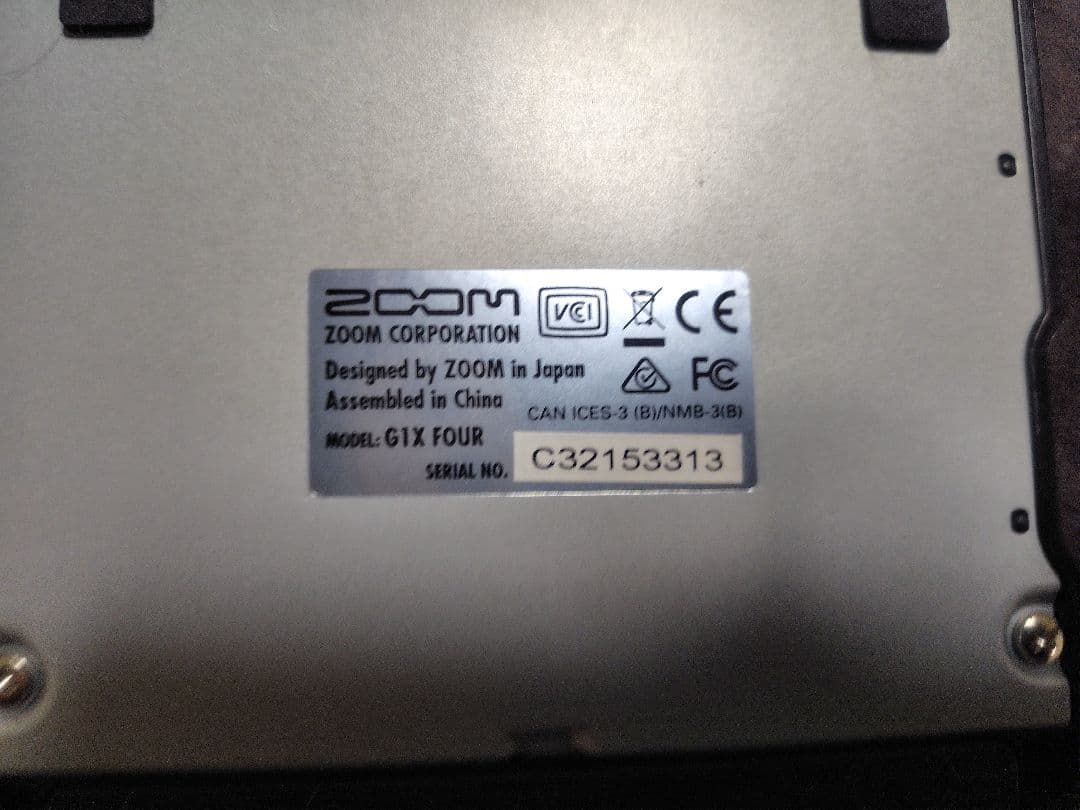 ZOOM VCCI CE
ZOOM CORPORATION
Designed by ZOOM in Japan FC
Assembled in China
CAN ICES-3 (B)/NMB-3(B)
MODEL: G1X FOUR
SERIAL NO. C32153313